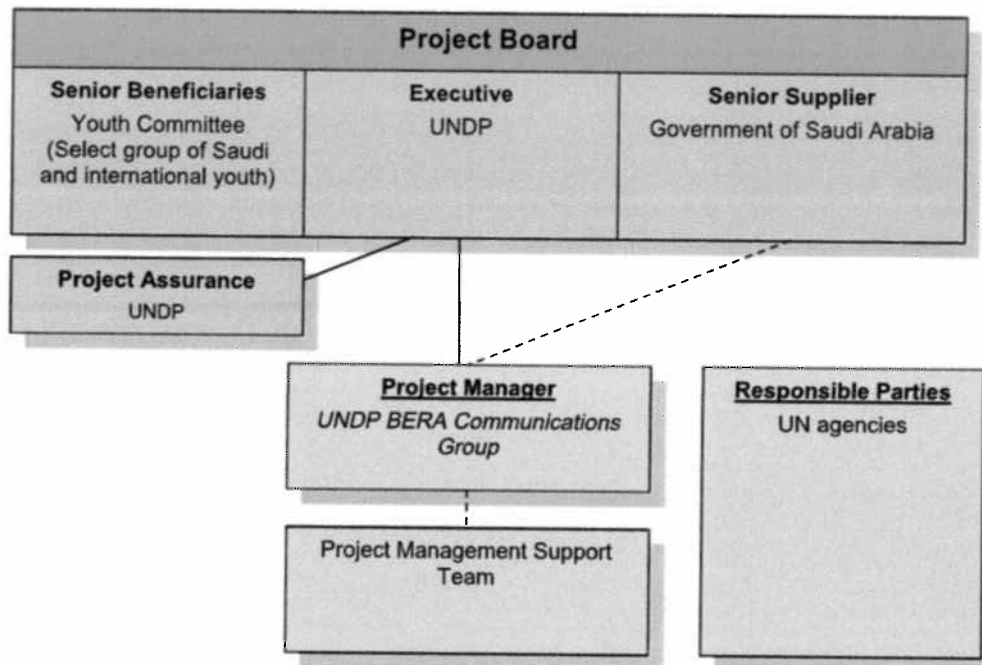 Project Board
Senior Beneficiaries
Youth Committee
(Select group of Saudi
and international youth)
Executive
UNDP
Senior Supplier
Government of Saudi Arabia
Project Assurance
UNDP
Project Manager
UNDP BERA Communications
Group
Responsible Parties
UN agencies
Project Management Support
Team